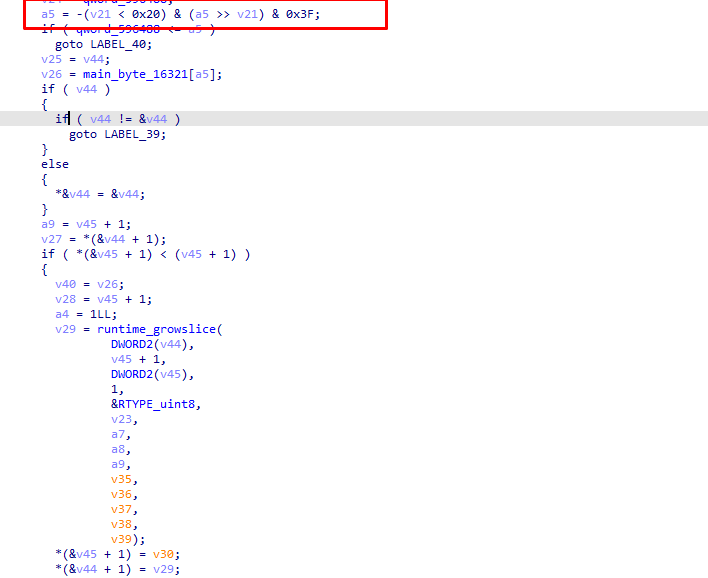 a5 = -(v21 < 0x20) & (a5 >> v21) & 0x3F;
if ( qword_596488 <= a5 )
goto LABEL_40;
v25 = v44;
v26 = main_byte_16321[a5];
if ( v44 )
{
if ( v44 != &v44 )
goto LABEL_39;
}
else
{
*&v44 = &v44;
}
a9 = v45 + 1;
v27 = *(&v44 + 1);
if ( *(&v45 + 1) < (v45 + 1) )
{
v40 = v26;
v28 = v45 + 1;
a4 = 1LL;
v29 = runtime_growslice(
DWORD2(v44),
v45 + 1,
DWORD2(v45),
1,
&RTYPE_uint8,
v23,
a7,
a8,
a9,
v35,
v36,
v37,
v38,
v39);
*(&v45 + 1) = v30;
*(&v44 + 1) = v29;